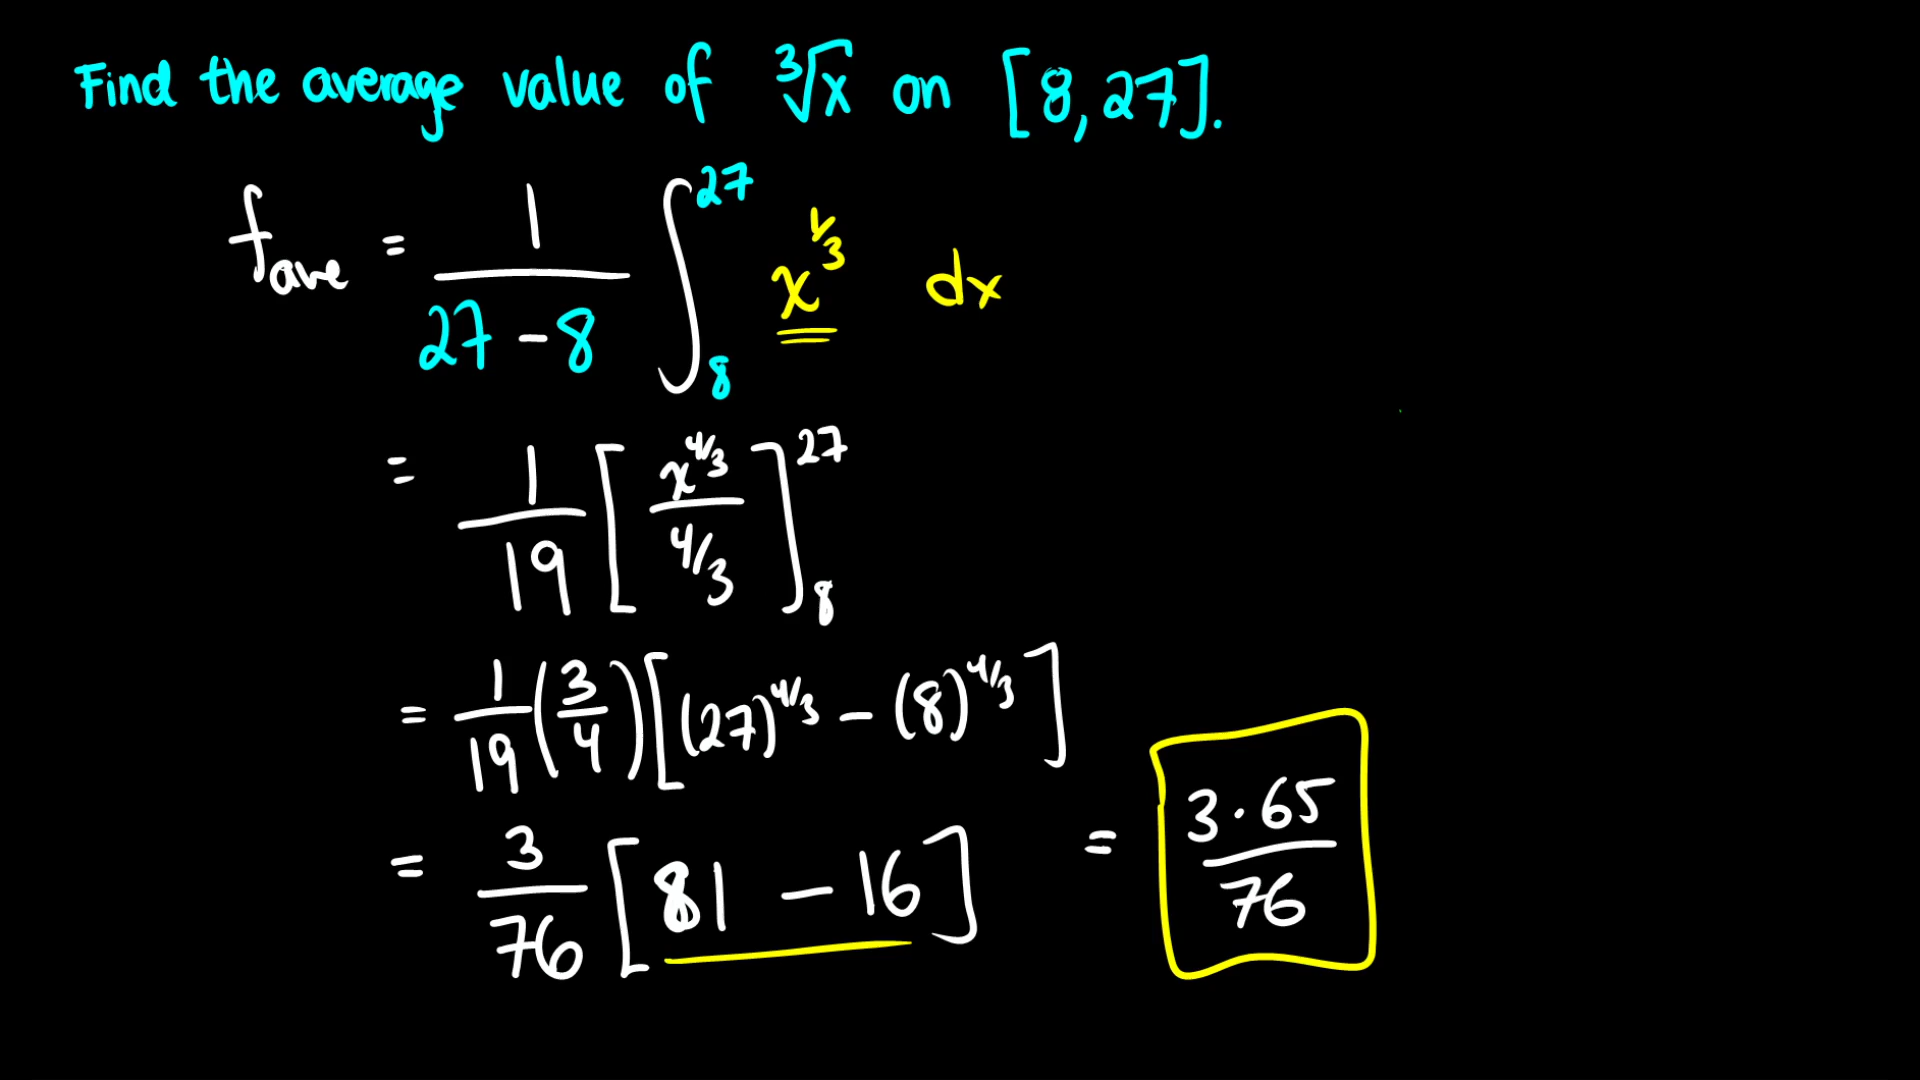 Find the average value of ∛x on [8,27].
f_ave = 1/(27-8) ∫_8^27 x^(1/3) dx
= 1/19 [x^(4/3)/(4/3)]_8^27
= 1/19 (3/4) [(27)^(4/3) - (8)^(4/3)]
= 3/76 [81 - 16] = 3·65/76